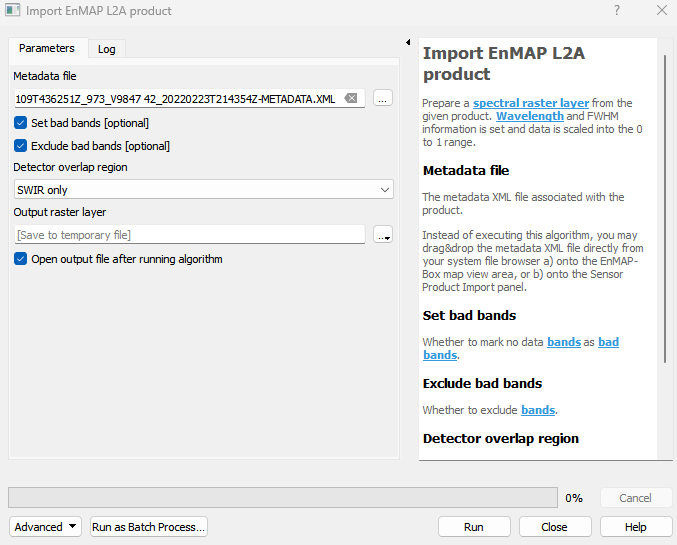 Import EnMAP L2A product
?
Parameters
Log
Metadata file
109T436251Z_973_V9847 42_20220223T214354Z-METADATA.XML
...
Set bad bands [optional]
Exclude bad bands [optional]
Detector overlap region
SWIR only
Output raster layer
[Save to temporary file]
...
Open output file after running algorithm
Import EnMAP L2A
product
Prepare a spectral raster layer from the
given product. Wavelength and FWHM
information is set and data is scaled into the 0
to 1 range.
Metadata file
The metadata XML file associated with the
product.
Instead of executing this algorithm, you may
drag&drop the metadata XML file directly from
your system file browser a) onto the EnMAP-
Box map view area, or b) onto the Sensor
Product Import panel.
Set bad bands
Whether to mark no data bands as bad
bands.
Exclude bad bands
Whether to exclude bands.
Detector overlap region
0%
Cancel
Advanced
Run as Batch Process...
Run
Close
Help